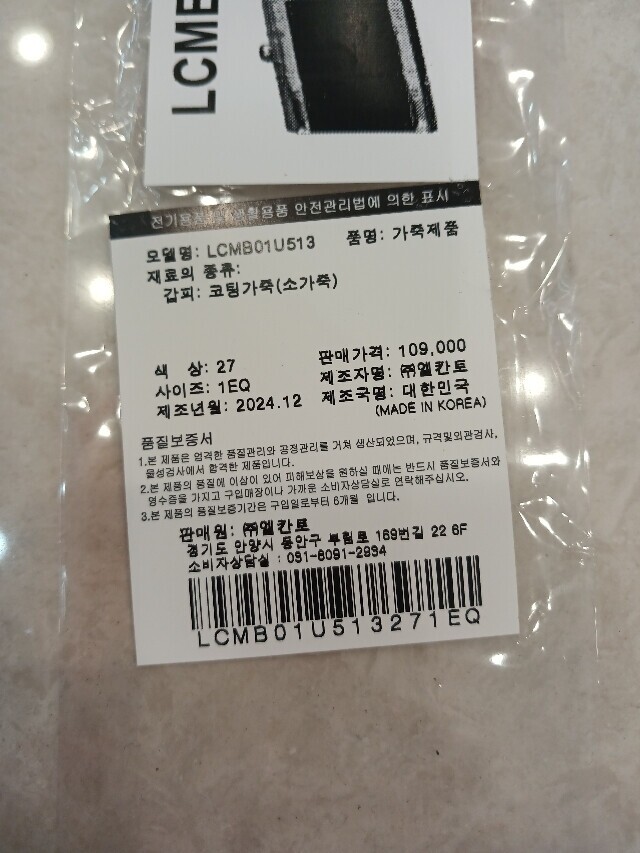 LCMB
전기용품 및 생활용품 안전관리법에 의한 표시
모델명: LCMB01U513 품명: 가죽제품
재료의 종류:
갑피: 코팅가죽(소가죽)
색 상: 27 판매가격: 109,000
사이즈: 1EQ 제조자명: ㈜엘칸토
제조년월: 2024.12 제조국명: 대한민국
(MADE IN KOREA)
품질보증서
1.본 제품은 엄격한 품질관리와 공정관리를 거쳐 생산되었으며, 규격및외관검사,
물성검사에서 합격한 제품입니다.
2.본 제품의 품질에 이상이 있어 피해보상을 원하실 때에는 반드시 품질보증서와
영수증을 가지고 구입매장이나 가까운 소비자상담실로 연락해주십시오.
3.본 제품의 품질보증기간은 구입일로부터 6개월 입니다.
판매원: ㈜엘칸토
경기도 안양시 동안구 부림로 169번길 22 6F
소비자상담실 : 031-8091-2934
LCMB01U513271EQ